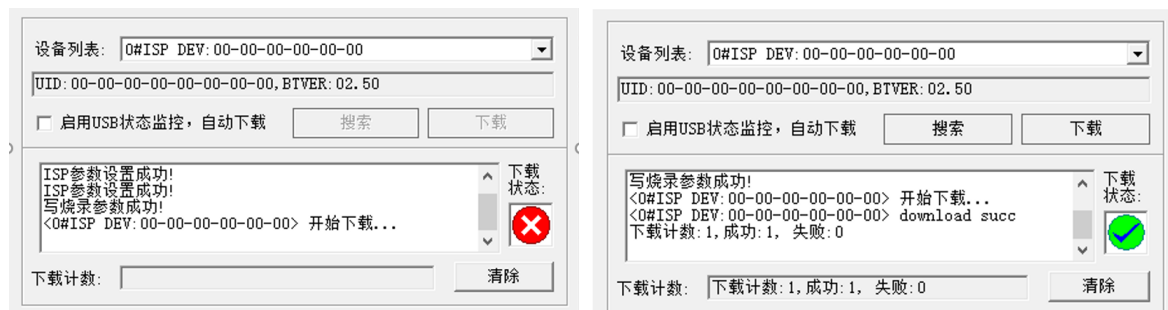 设备列表: 0#ISP DEV:00-00-00-00-00-00
UID:00-00-00-00-00-00-00-00,BTVER:02.50
启用USB状态监控，自动下载 搜索 下载
ISP参数设置成功!
ISP参数设置成功!
写烧录参数成功!
<0#ISP DEV:00-00-00-00-00-00> 开始下载...
下载
状态:
下载计数: 清除
设备列表: 0#ISP DEV:00-00-00-00-00-00
UID:00-00-00-00-00-00-00-00,BTVER:02.50
启用USB状态监控，自动下载 搜索 下载
写烧录参数成功!
<0#ISP DEV:00-00-00-00-00-00> 开始下载...
<0#ISP DEV:00-00-00-00-00-00> download succ
下载计数:1,成功:1, 失败:0
下载
状态:
下载计数: 下载计数:1,成功:1, 失败:0 清除